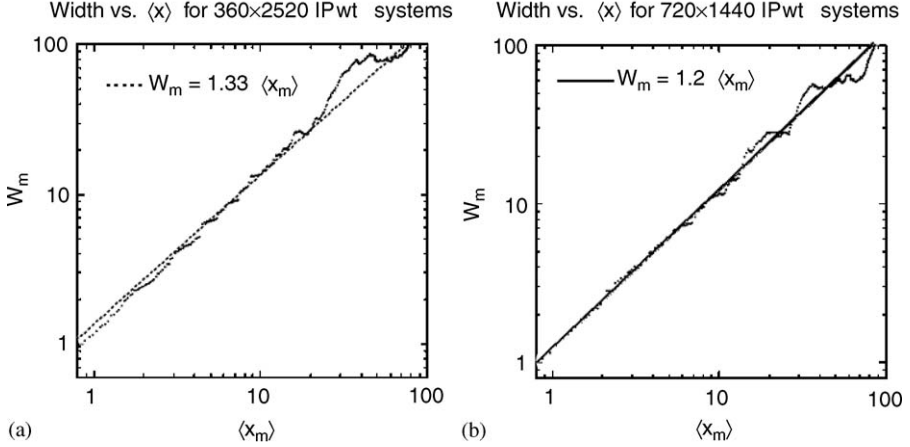 Width vs. ⟨x⟩ for 360×2520 IPwt systems
100
10
1
W_m
W_m = 1.33 ⟨x_m⟩
1
10
100
(a)
⟨x_m⟩
Width vs. ⟨x⟩ for 720×1440 IPwt systems
100
10
1
W_m
W_m = 1.2 ⟨x_m⟩
1
10
100
(b)
⟨x_m⟩